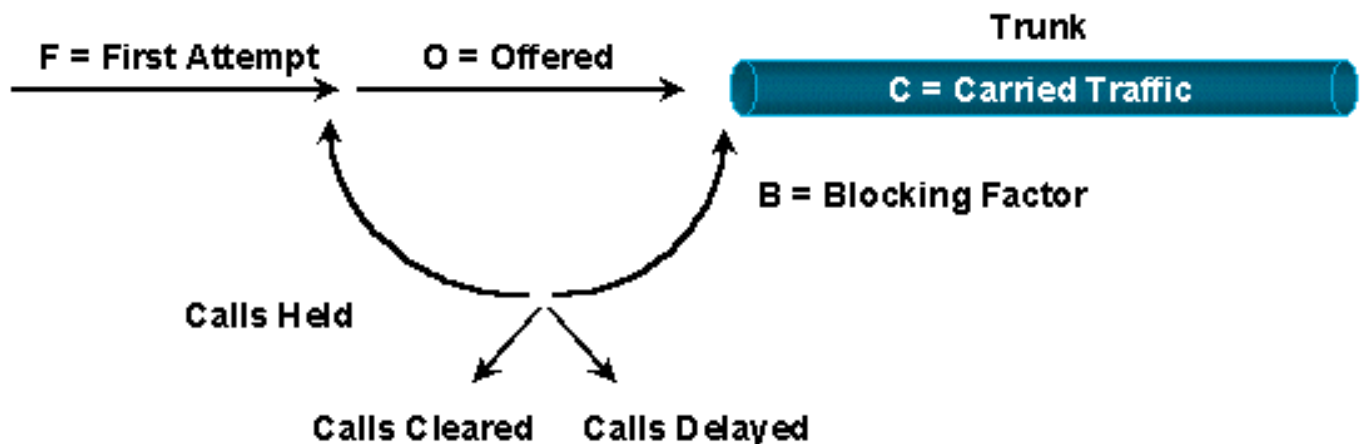 Trunk
F = First Attempt
O = Offered
C = Carried Traffic
B = Blocking Factor
Calls Held
Calls Cleared
Calls Delayed